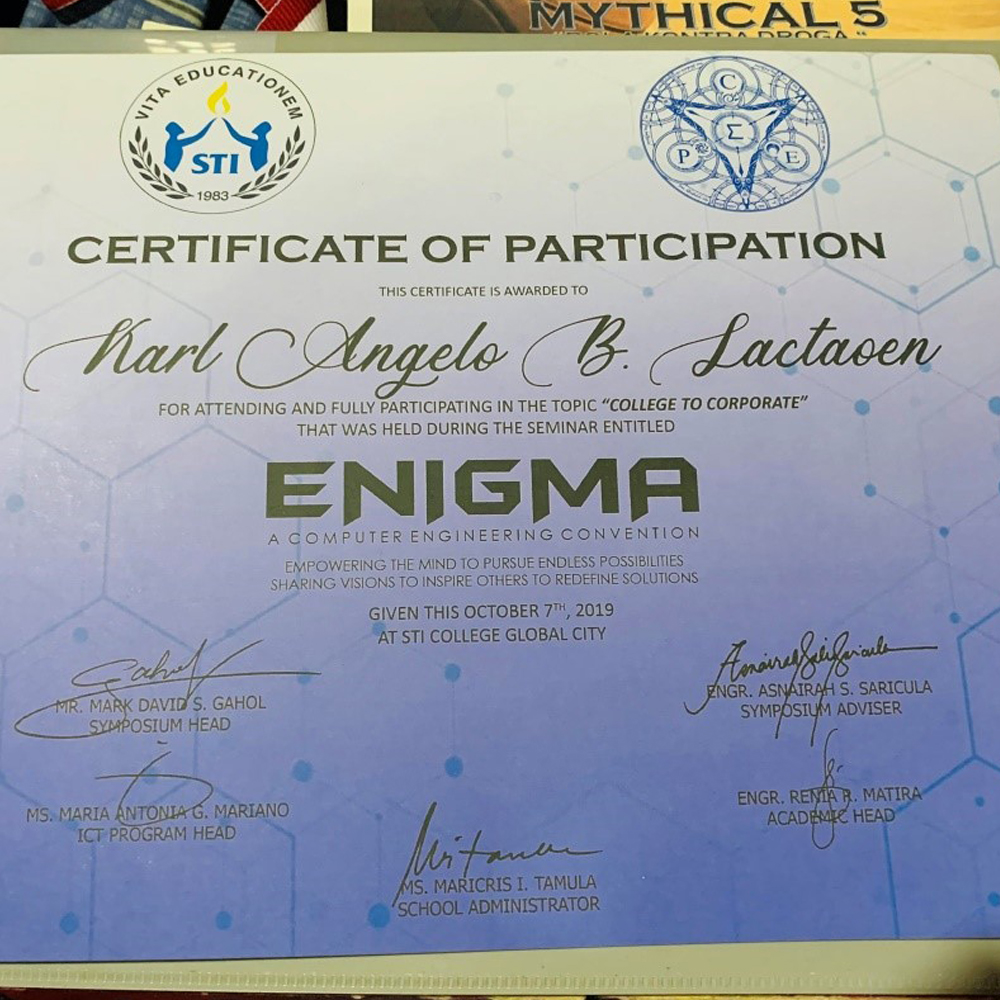 MYTHICAL 5
KONTRA DROGA "
VITA EDUCATIONEM
STI
1983
C
Σ
P E
CERTIFICATE OF PARTICIPATION
THIS CERTIFICATE IS AWARDED TO
Karl Angelo B. Lactaoen
FOR ATTENDING AND FULLY PARTICIPATING IN THE TOPIC "COLLEGE TO CORPORATE"
THAT WAS HELD DURING THE SEMINAR ENTITLED
ENIGMA
A COMPUTER ENGINEERING CONVENTION
EMPOWERING THE MIND TO PURSUE ENDLESS POSSIBILITIES
SHARING VISIONS TO INSPIRE OTHERS TO REDEFINE SOLUTIONS
GIVEN THIS OCTOBER 7TH, 2019
AT STI COLLEGE GLOBAL CITY
MR. MARK DAVID S. GAHOL
SYMPOSIUM HEAD
ENGR. ASNAIRAH S. SARICULA
SYMPOSIUM ADVISER
MS. MARIA ANTONIA G. MARIANO
ICT PROGRAM HEAD
ENGR. RENIA R. MATIRA
ACADEMIC HEAD
MS. MARICRIS I. TAMULA
SCHOOL ADMINISTRATOR